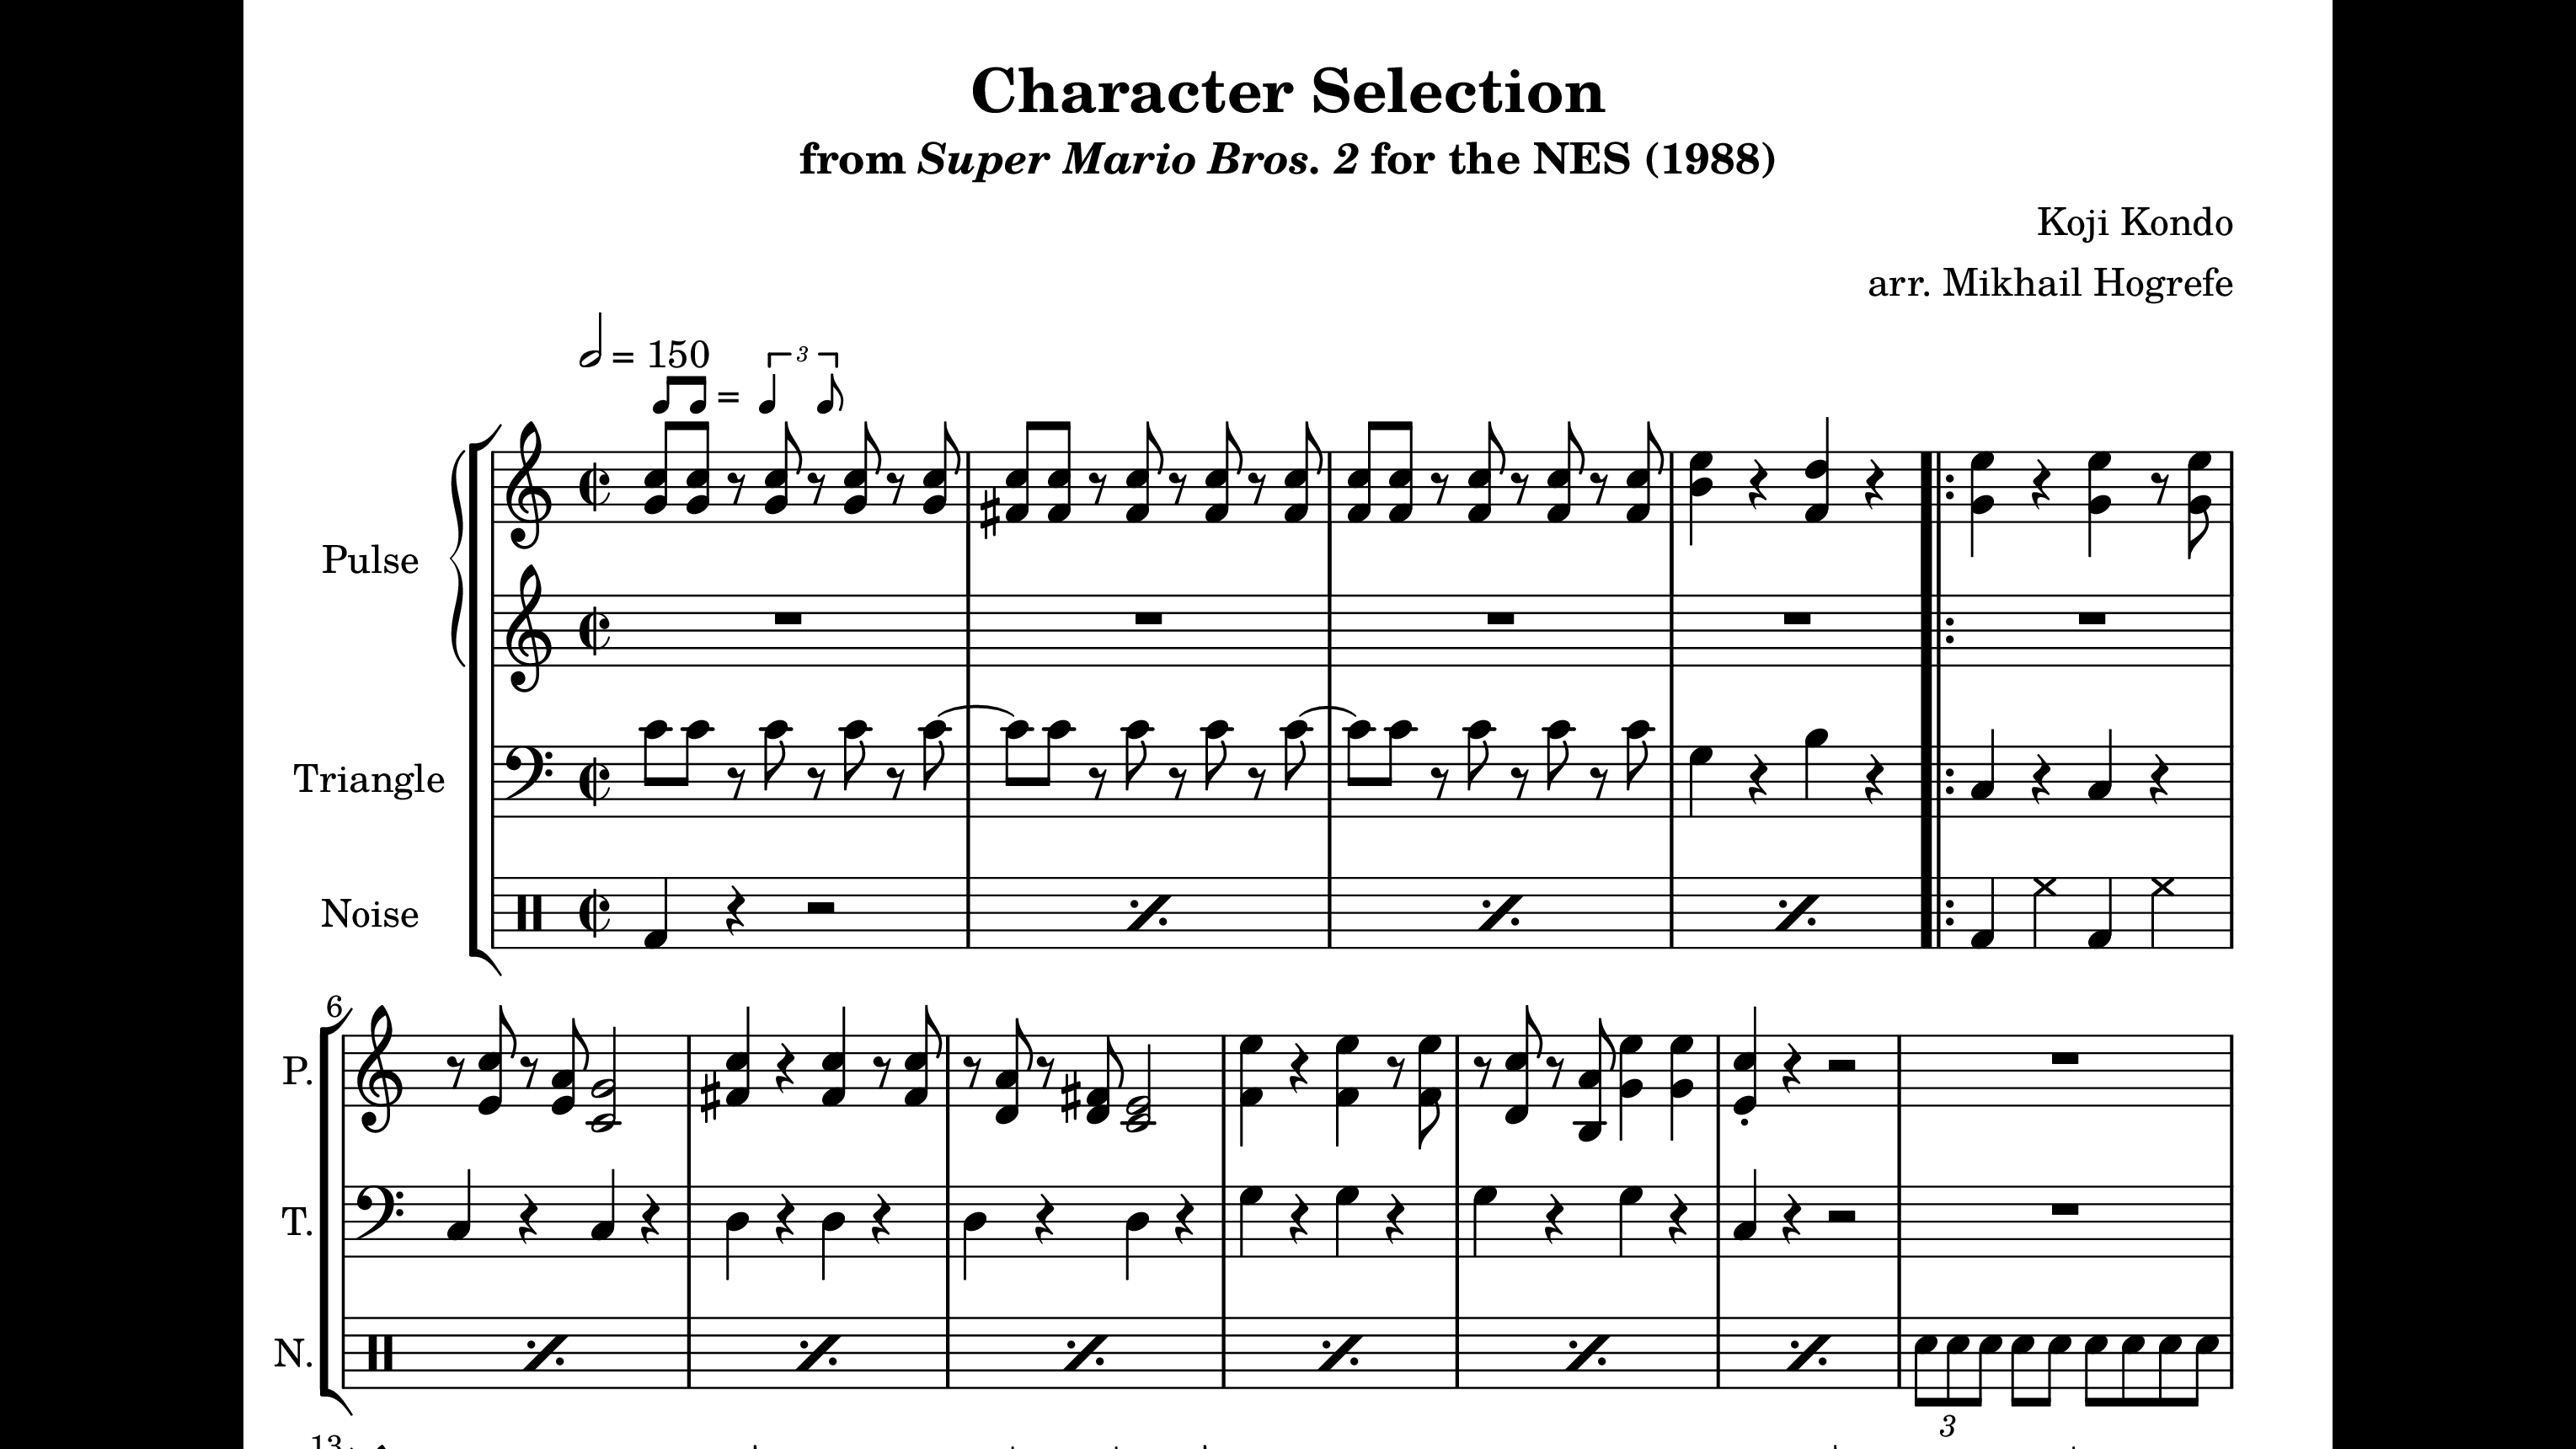 Character Selection
from Super Mario Bros. 2 for the NES (1988)
Koji Kondo
arr. Mikhail Hogrefe
= 150
3
=
Pulse
Triangle
Noise
6
P.
T.
N.
3
13